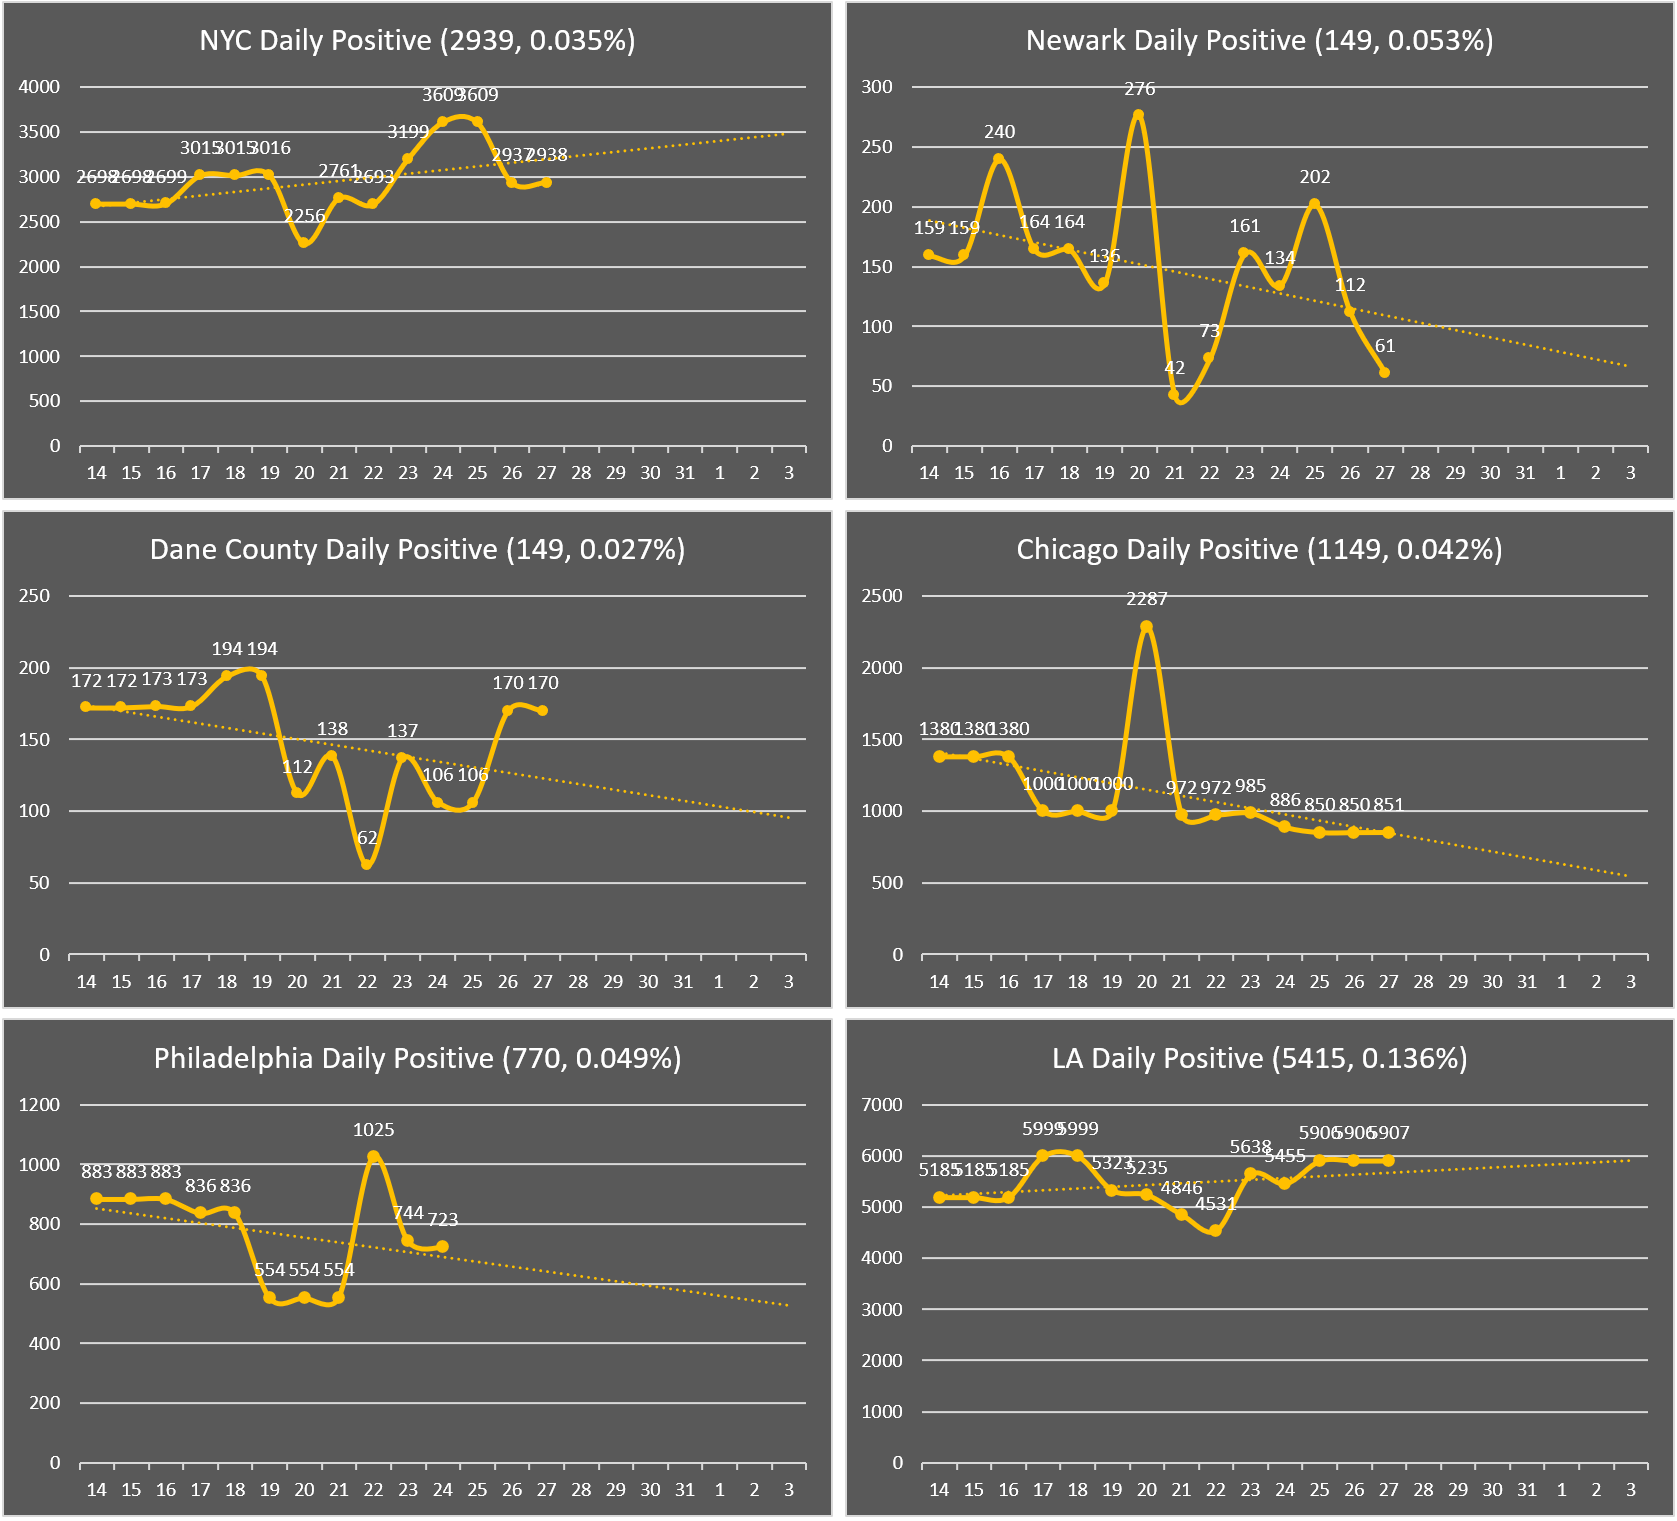 NYC Daily Positive (2939, 0.035%)
4000
3500
3000
2500
2000
1500
1000
500
0
2698 2698 2699 3015 3015 3016 2256 2761 2693 3199 3609 3609 2937 2938
14 15 16 17 18 19 20 21 22 23 24 25 26 27 28 29 30 31 1 2 3
Newark Daily Positive (149, 0.053%)
300
250
200
150
100
50
0
159 159 240 164 164 136 276 42 73 161 134 202 112 61
14 15 16 17 18 19 20 21 22 23 24 25 26 27 28 29 30 31 1 2 3
Dane County Daily Positive (149, 0.027%)
250
200
150
100
50
0
172 172 173 173 194 194 112 138 62 137 106 106 170 170
14 15 16 17 18 19 20 21 22 23 24 25 26 27 28 29 30 31 1 2 3
Chicago Daily Positive (1149, 0.042%)
2500
2000
1500
1000
500
0
1380 1380 1380 1000 1000 1000 2287 972 972 985 886 850 850 851
14 15 16 17 18 19 20 21 22 23 24 25 26 27 28 29 30 31 1 2 3
Philadelphia Daily Positive (770, 0.049%)
1200
1000
800
600
400
200
0
883 883 883 836 836 554 554 554 1025 744 723
14 15 16 17 18 19 20 21 22 23 24 25 26 27 28 29 30 31 1 2 3
LA Daily Positive (5415, 0.136%)
7000
6000
5000
4000
3000
2000
1000
0
5185 5185 5185 5999 5999 5323 5235 4846 4531 5638 5455 5906 5906 5907
14 15 16 17 18 19 20 21 22 23 24 25 26 27 28 29 30 31 1 2 3